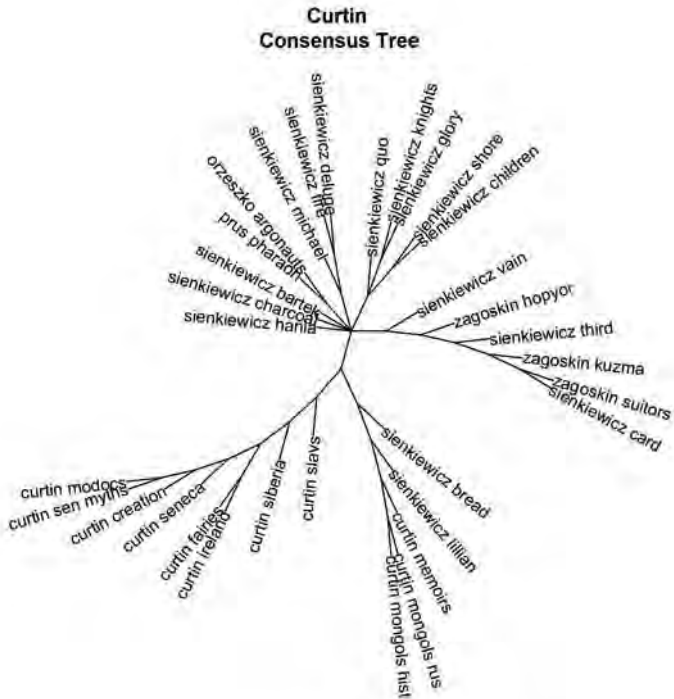 Curtin
Consensus Tree
sienkiewicz deluge
sienkiewicz fire
sienkiewicz michael
orzeszko argonauts
prus pharaoh
sienkiewicz bartek
sienkiewicz charcoal
sienkiewicz hania
sienkiewicz quo
sienkiewicz knights
sienkiewicz glory
sienkiewicz shore
sienkiewicz children
sienkiewicz vain
zagoskin hopyor
sienkiewicz third
zagoskin kuzma
zagoskin suitors
sienkiewicz card
sienkiewicz bread
sienkiewicz lillian
curtin memoirs
curtin mongols rus
curtin mongols hist
curtin slavs
curtin siberia
curtin ireland
curtin fairies
curtin seneca
curtin creation
curtin sen myths
curtin modocs